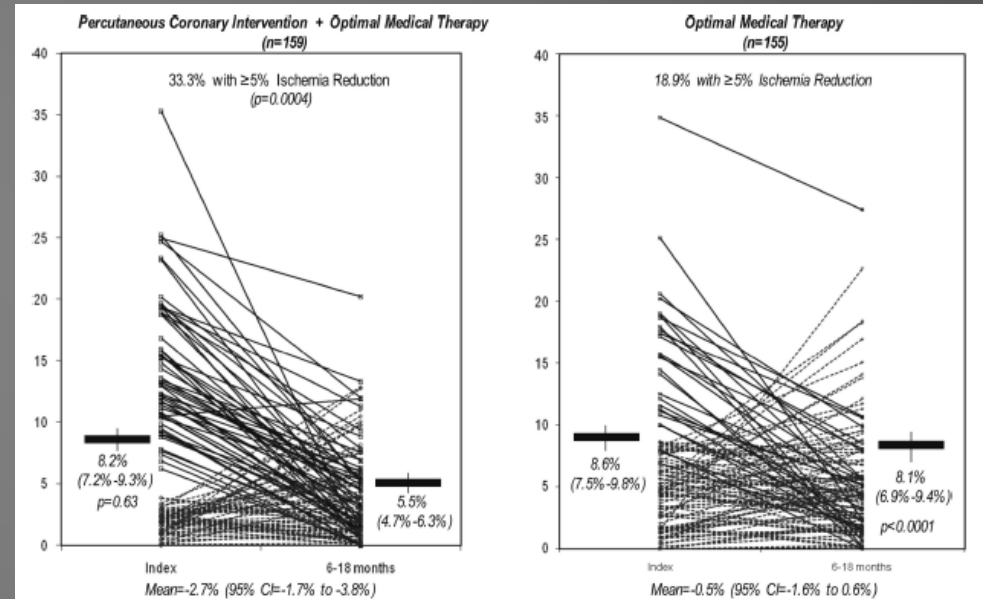 Percutaneous Coronary Intervention + Optimal Medical Therapy
(n=159)
40
33.3% with ≥5% Ischemia Reduction
(p=0.0004)
35
30
25
20
15
10
8.2%
(7.2%-9.3%)
p=0.63
5
5.5%
(4.7%-6.3%)
0
Index
6-18 months
Mean=-2.7% (95% CI=-1.7% to -3.8%)
Optimal Medical Therapy
(n=155)
40
18.9% with ≥5% Ischemia Reduction
35
30
25
20
15
10
8.6%
(7.5%-9.8%)
8.1%
(6.9%-9.4%)
5
p<0.0001
0
Index
6-18 months
Mean=-0.5% (95% CI=-1.6% to 0.6%)